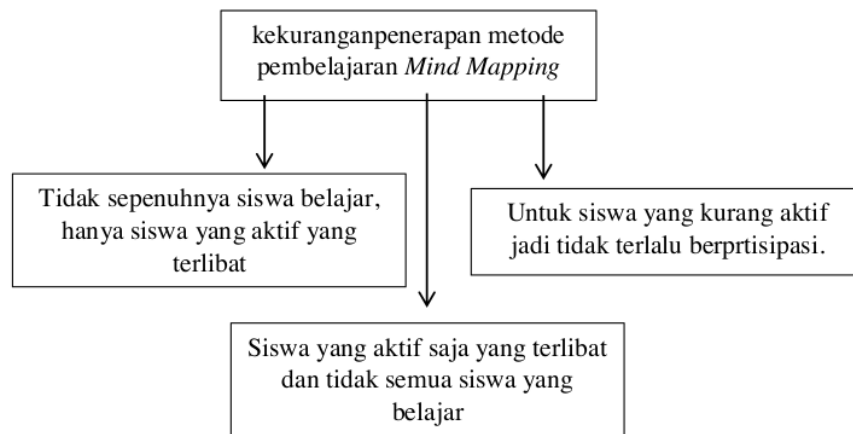 kekuranganpenerapan metode
pembelajaran Mind Mapping
Tidak sepenuhnya siswa belajar,
hanya siswa yang aktif yang
terlibat
Untuk siswa yang kurang aktif
jadi tidak terlalu berprtisipasi.
Siswa yang aktif saja yang terlibat
dan tidak semua siswa yang
belajar